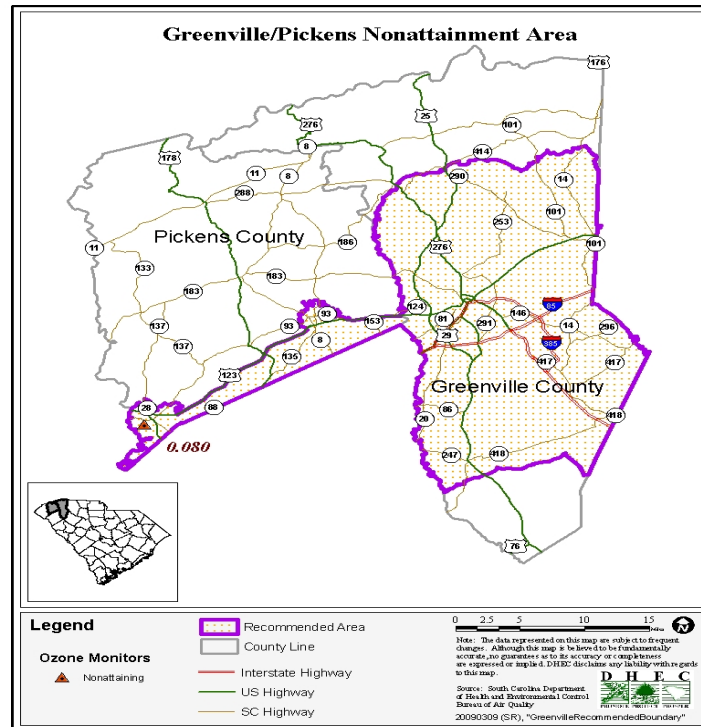 Greenville/Pickens Nonattainment Area
176
25
276
101
178
8
414
11
8
290
14
288
253
101
Pickens County
186
276
101
11
133
183
183
124
85
93
93
153
81
146
137
29
291
14
296
8
385
137
135
417
417
123
Greenville County
28
88
20
86
418
0.080
247
418
76
Legend
Ozone Monitors
Nonattaining
Recommended Area
County Line
Interstate Highway
US Highway
SC Highway
0 2.5 5 10 15
Miles
N
Note: The data represented on this map are subject to frequent
changes. Although this map is believed to be fundamentally
accurate, no guarantees as to its accuracy or completeness
are expressed or implied. DHEC disclaims any liability with regards
to this map.
Source: South Carolina Department
of Health and Environmental Control
Bureau of Air Quality
D H E C
PROMOTE PROTECT PROSPER
20090309 (SR), "GreenvilleRecommendedBoundary"